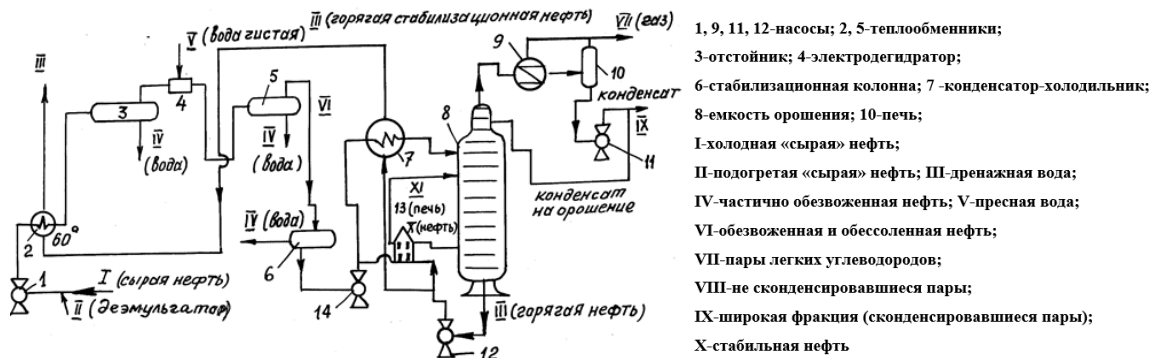 III (горячая стабилизационная нефть)
VII (газ)
V (вода чистая)
9
III
5
10
4
VI
конденсат
3
8
IX
IV
(вода)
IV
(вода)
7
11
XI
13 (печь)
X (нефть)
конденсат
на орошение
2
60°
IV (вода)
6
1
I (сырая нефть)
II (деэмульгатор)
14
III (горячая нефть)
12
1, 9, 11, 12-насосы; 2, 5-теплообменники;
3-отстойник; 4-электродегидратор;
6-стабилизационная колонна; 7 -конденсатор-холодильник;
8-емкость орошения; 10-печь;
I-холодная «сырая» нефть;
II-подогретая «сырая» нефть; III-дренажная вода;
IV-частично обезвоженная нефть; V-пресная вода;
VI-обезвоженная и обессоленная нефть;
VII-пары легких углеводородов;
VIII-не сконденсировавшиеся пары;
IX-широкая фракция (сконденсировавшиеся пары);
X-стабильная нефть